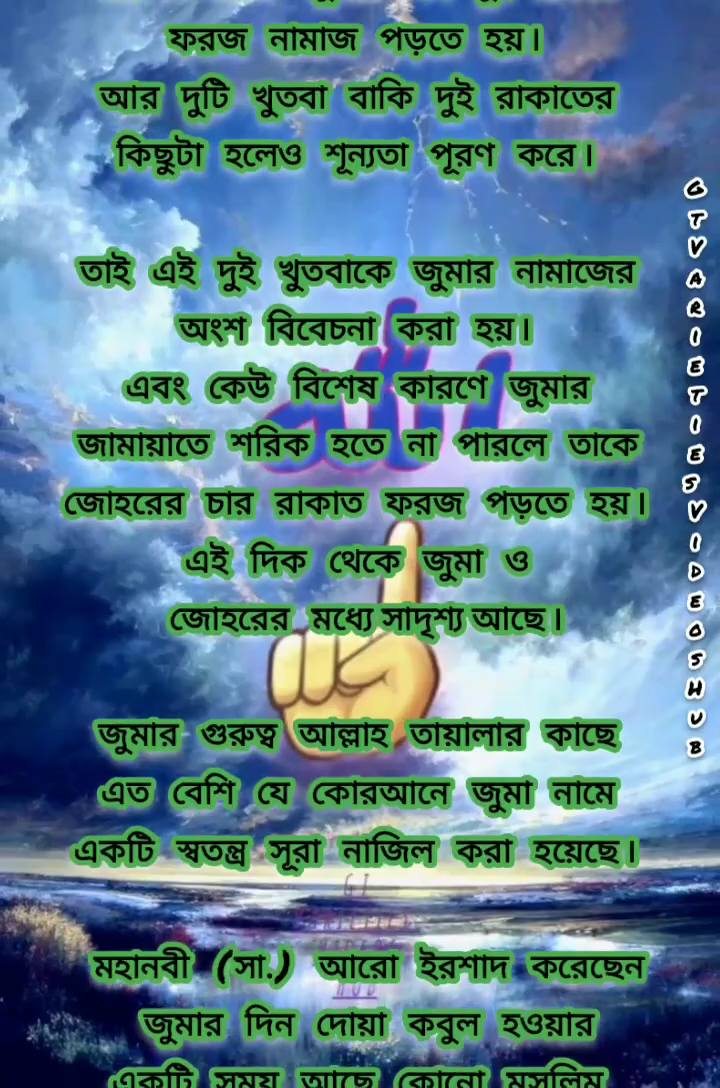 ফরজ নামাজ পড়তে হয়।
আর দুটি খুতবা বাকি দুই রাকাতের
কিছুটা হলেও শূন্যতা পূরণ করে।
তাই এই দুই খুতবাকে জুমার নামাজের
অংশ বিবেচনা করা হয়।
এবং কেউ বিশেষ কারণে জুমার
জামায়াতে শরিক হতে না পারলে তাকে
জোহরের চার রাকাত ফরজ পড়তে হয়।
এই দিক থেকে জুমা ও
জোহরের মধ্যে সাদৃশ্য আছে।
জুমার গুরুত্ব আল্লাহ তায়ালার কাছে
এত বেশি যে কোরআনে জুমা নামে
একটি স্বতন্ত্র সূরা নাজিল করা হয়েছে।
মহানবী (সা.) আরো ইরশাদ করেছেন
জুমার দিন দোয়া কবুল হওয়ার
একটি সময় আছে কোনো মুসলিম
GTVARIETIESVIDEOSHUB